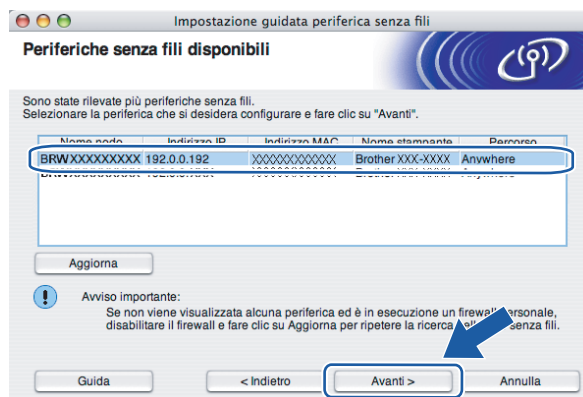 Impostazione guidata periferica senza fili
Periferiche senza fili disponibili
Sono state rilevate più periferiche senza fili.
Selezionare la periferica che si desidera configurare e fare clic su "Avanti".
Nome nodo Indirizzo IP Indirizzo MAC Nome stampante Percorso
BRWXXXXXXXXX 192.0.0.192 XXXXXXXXXXXX Brother XXX-XXXX Anywhere
Aggiorna
Avviso importante:
Se non viene visualizzata alcuna periferica ed è in esecuzione un firewall personale,
disabilitare il firewall e fare clic su Aggiorna per ripetere la ricerca senza fili.
Guida < Indietro Avanti > Annulla